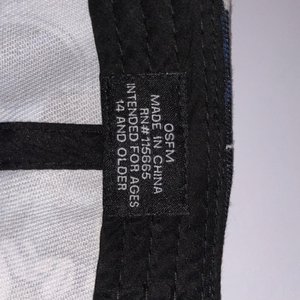 OSFM
MADE IN CHINA
RN# 115665
INTENDED FOR AGES
14 AND OLDER